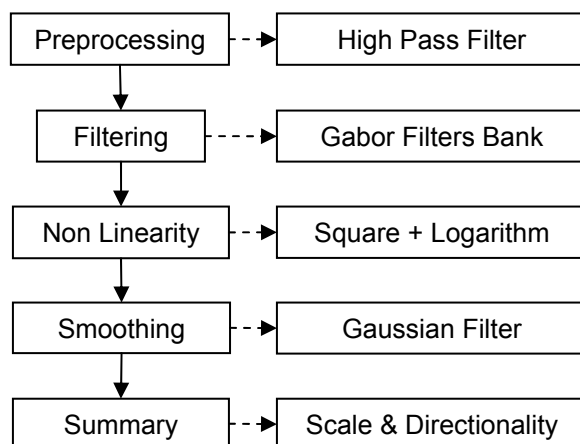 Preprocessing
High Pass Filter
Filtering
Gabor Filters Bank
Non Linearity
Square + Logarithm
Smoothing
Gaussian Filter
Summary
Scale & Directionality